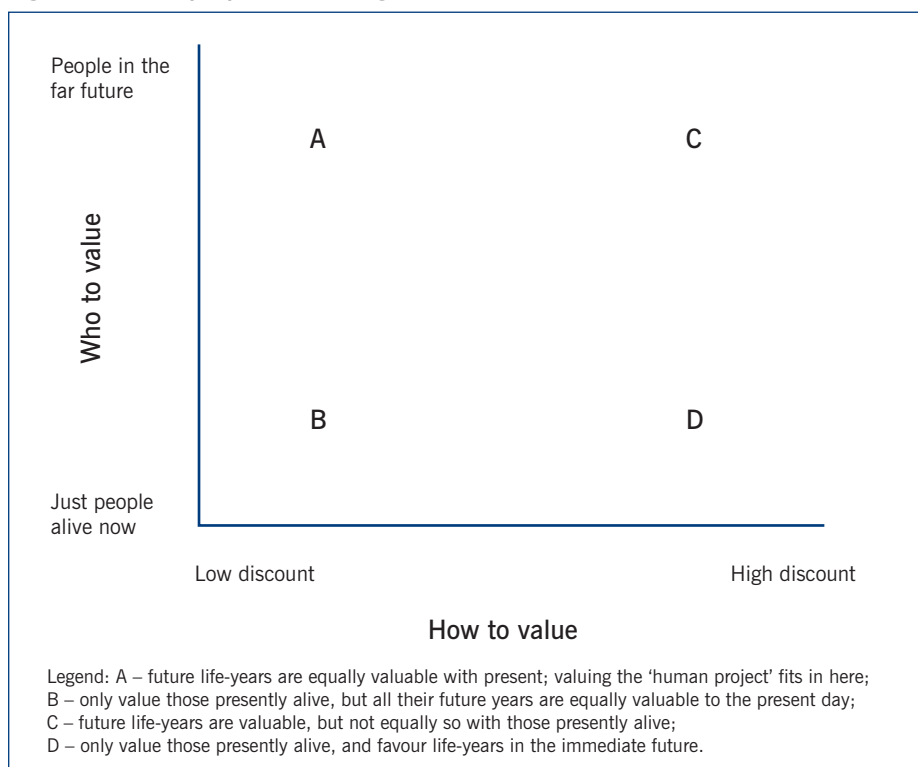 People in the
far future
A
C
Who to value
B
D
Just people
alive now
Low discount
High discount
How to value
Legend: A – future life-years are equally valuable with present; valuing the ‘human project’ fits in here;
B – only value those presently alive, but all their future years are equally valuable to the present day;
C – future life-years are valuable, but not equally so with those presently alive;
D – only value those presently alive, and favour life-years in the immediate future.